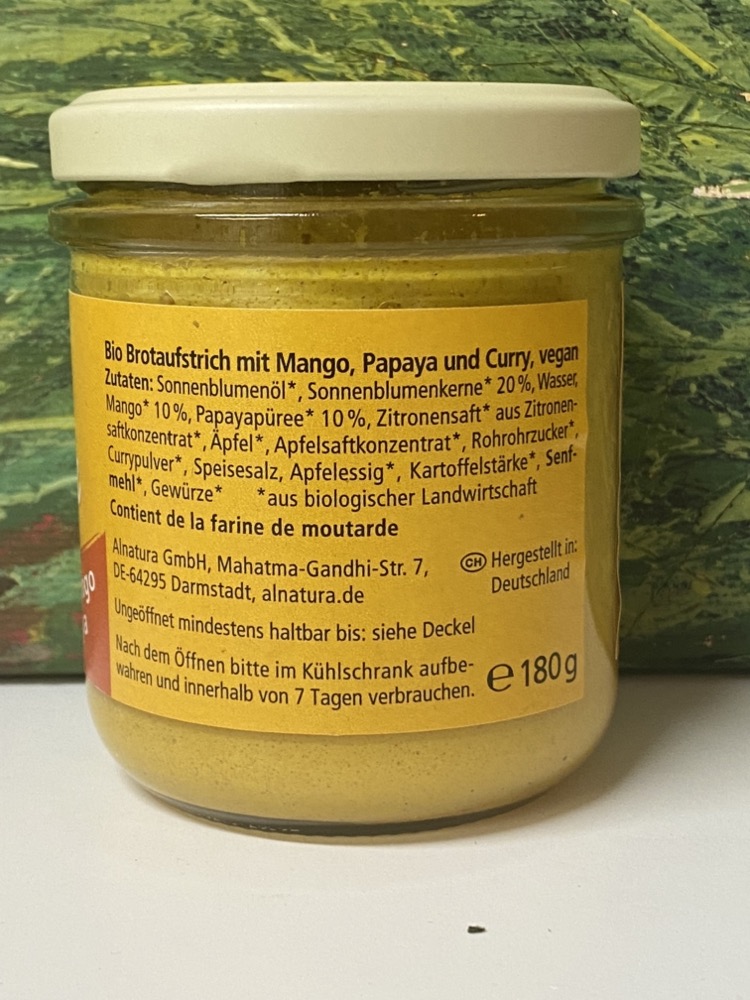 Bio Brotaufstrich mit Mango, Papaya und Curry, vegan
Zutaten: Sonnenblumenöl*, Sonnenblumenkerne* 20%, Wasser,
Mango* 10%, Papayapüree* 10%, Zitronensaft* aus Zitronen-
saftkonzentrat*, Äpfel*, Apfelsaftkonzentrat*, Rohrohrzucker*,
Currypulver*, Speisesalz, Apfelessig*, Kartoffelstärke*, Senf-
mehl*, Gewürze* *aus biologischer Landwirtschaft
Contient de la farine de moutarde
Alnatura GmbH, Mahatma-Gandhi-Str. 7,
DE-64295 Darmstadt, alnatura.de
CH Hergestellt in:
Deutschland
Ungeöffnet mindestens haltbar bis: siehe Deckel
Nach dem Öffnen bitte im Kühlschrank aufbe-
wahren und innerhalb von 7 Tagen verbrauchen.
℮ 180g